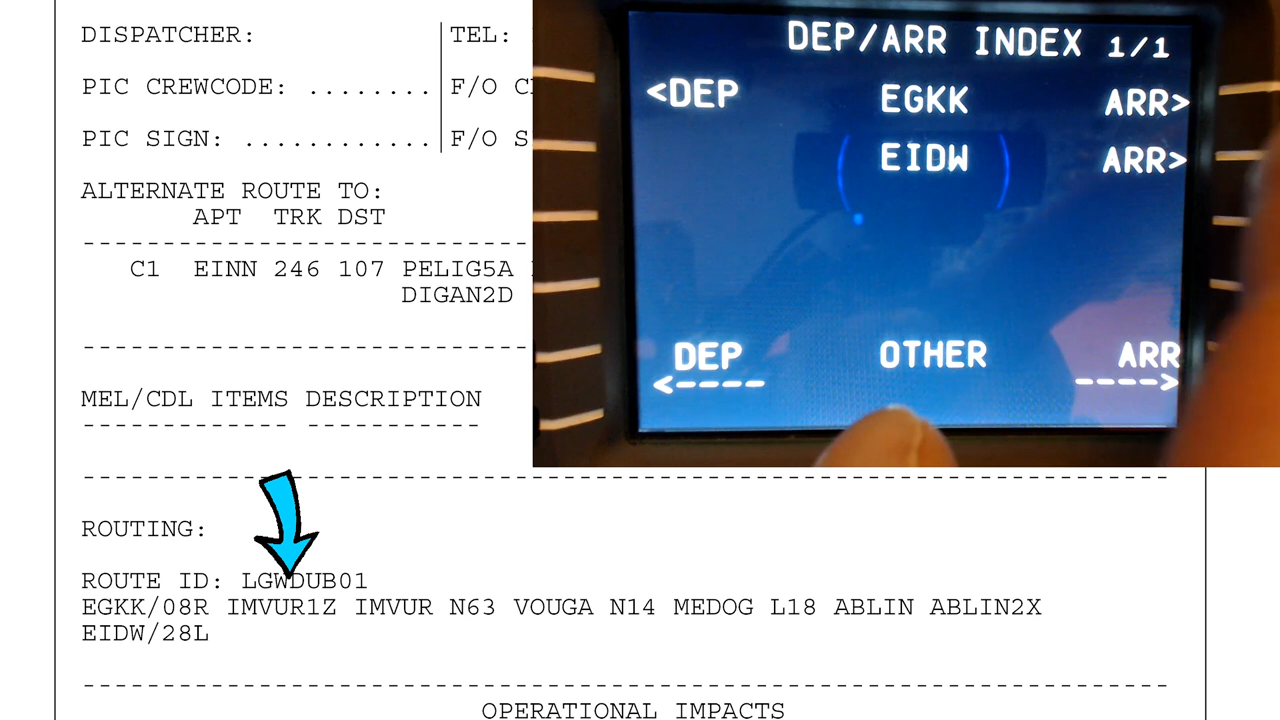 DISPATCHER:
TEL:
PIC CREWCODE: ........
F/O
PIC SIGN: ............
F/O S
ALTERNATE ROUTE TO:
APT TRK DST
------------------------------
C1 EINN 246 107 PELIG5A
DIGAN2D
------------------------------
MEL/CDL ITEMS DESCRIPTION
------------- -----------
--------------------------------------------------------------------
ROUTING:
ROUTE ID: LGWDUB01
EGKK/08R IMVUR1Z IMVUR N63 VOUGA N14 MEDOG L18 ABLIN ABLIN2X
EIDW/28L
--------------------------------------------------------------------
OPERATIONAL IMPACTS
DEP/ARR INDEX 1/1
<DEP EGKK ARR>
EIDW ARR>
DEP OTHER ARR
<---- ---->